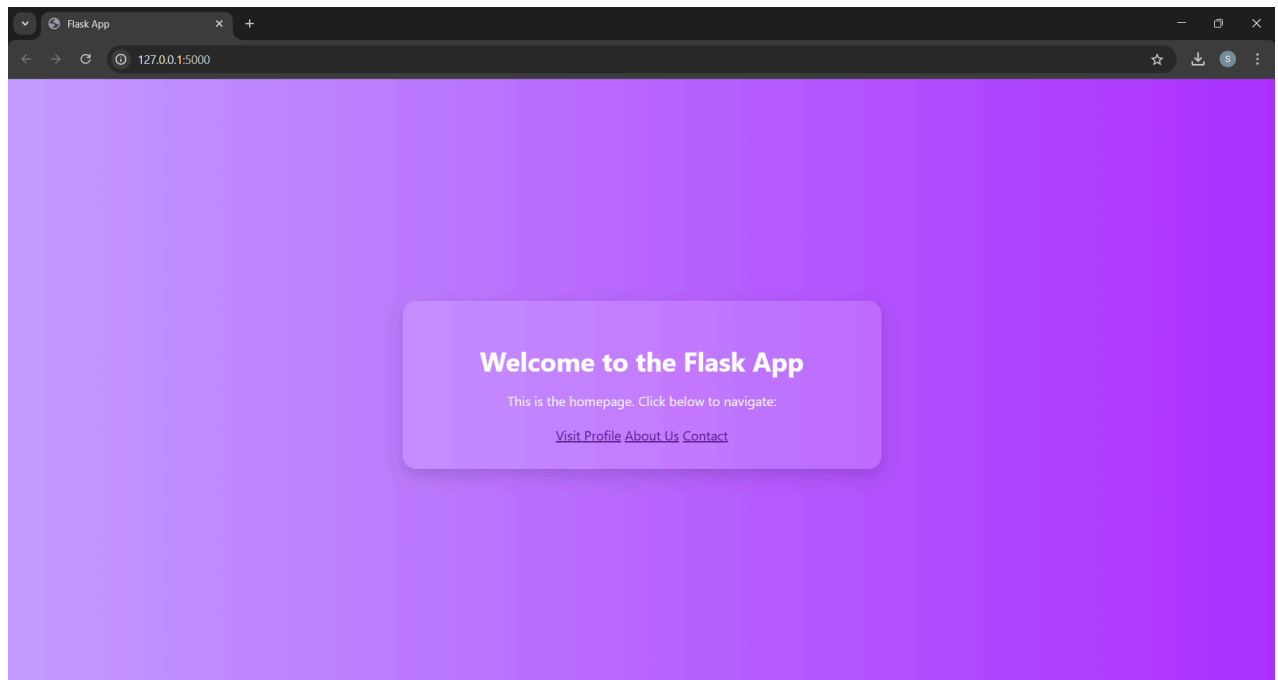 Flask App
127.0.0.1:5000
S
Welcome to the Flask App
This is the homepage. Click below to navigate:
Visit Profile About Us Contact